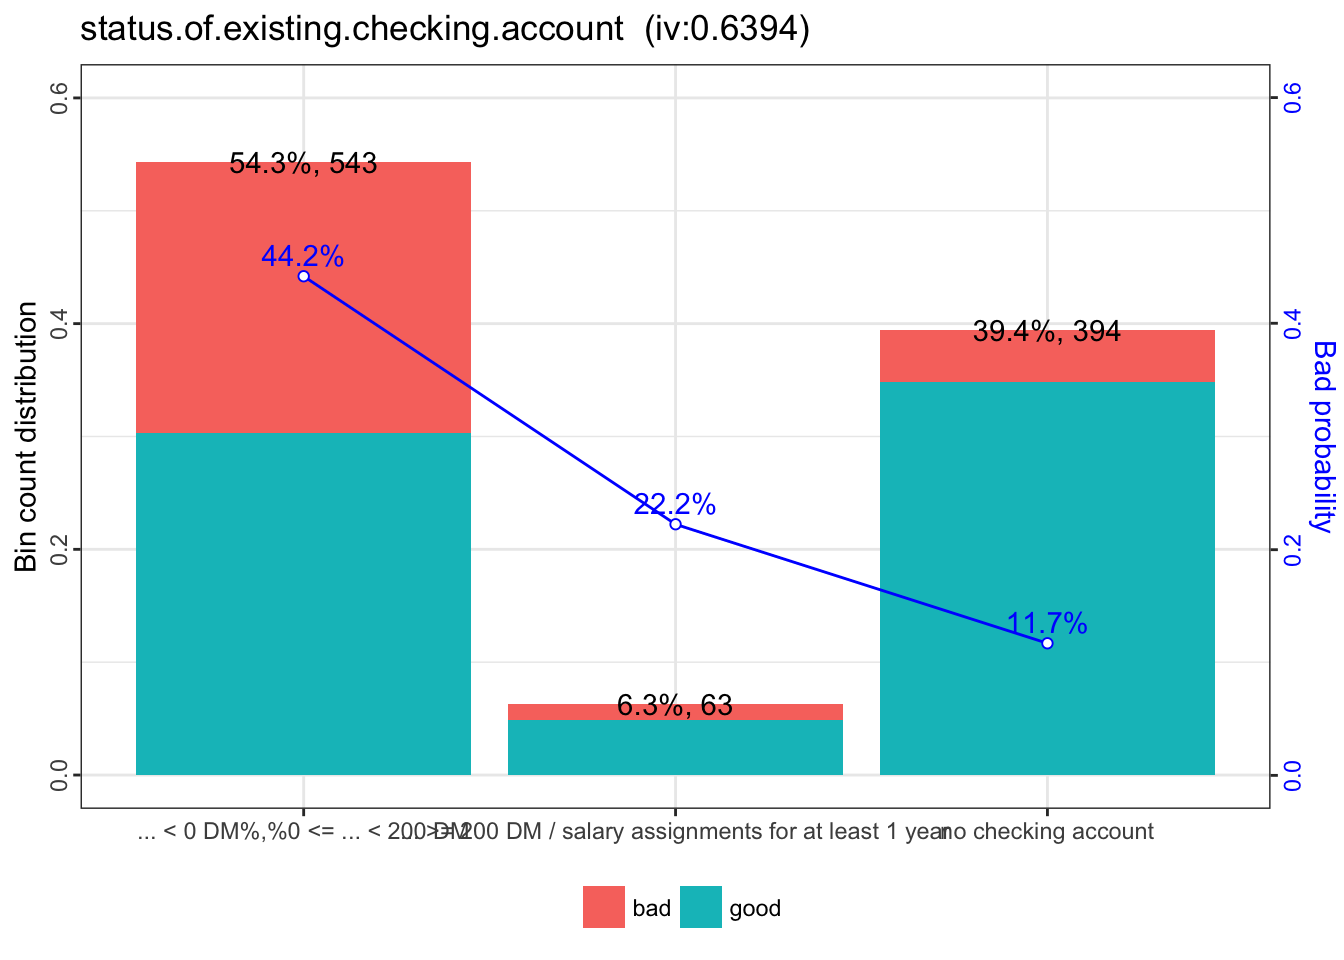 status.of.existing.checking.account (iv:0.6394)
0.6
0.6
54.3%, 543
44.2%
39.4%, 394
0.4
0.4
Bin count distribution
Bad probability
22.2%
0.2
0.2
11.7%
6.3%, 63
0.0
0.0
... < 0 DM%,%0 <= ... < 200 DM
... >= 200 DM / salary assignments for at least 1 year
no checking account
bad
good